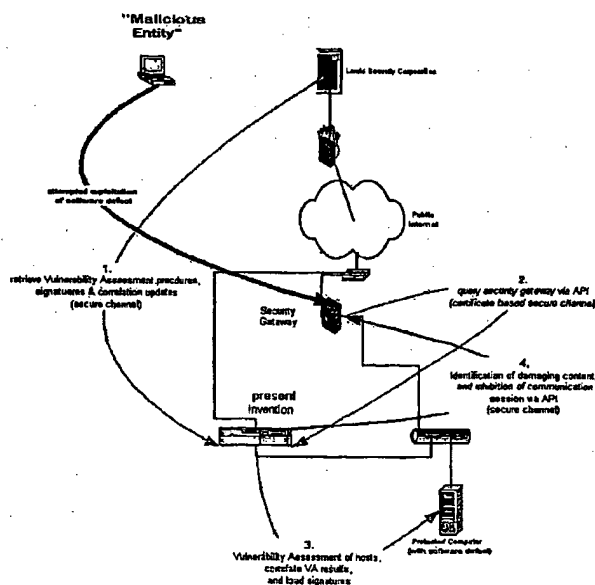 "Malicious
Entity"
Security Corporation
attempted exploitation
of software defect
Public
Internet
1.
retrieve Vulnerability Assessment procedures,
signatures & correlation updates
(secure channel)
2.
query security gateway via API
(certificate based secure channel)
Security
Gateway
4.
Identification of damaging content
and inhibition of communication
session via API
(secure channel)
present
invention
3.
Vulnerability Assessment of hosts,
correlate VA results,
and load signatures
Protected Computer
(with software defect)